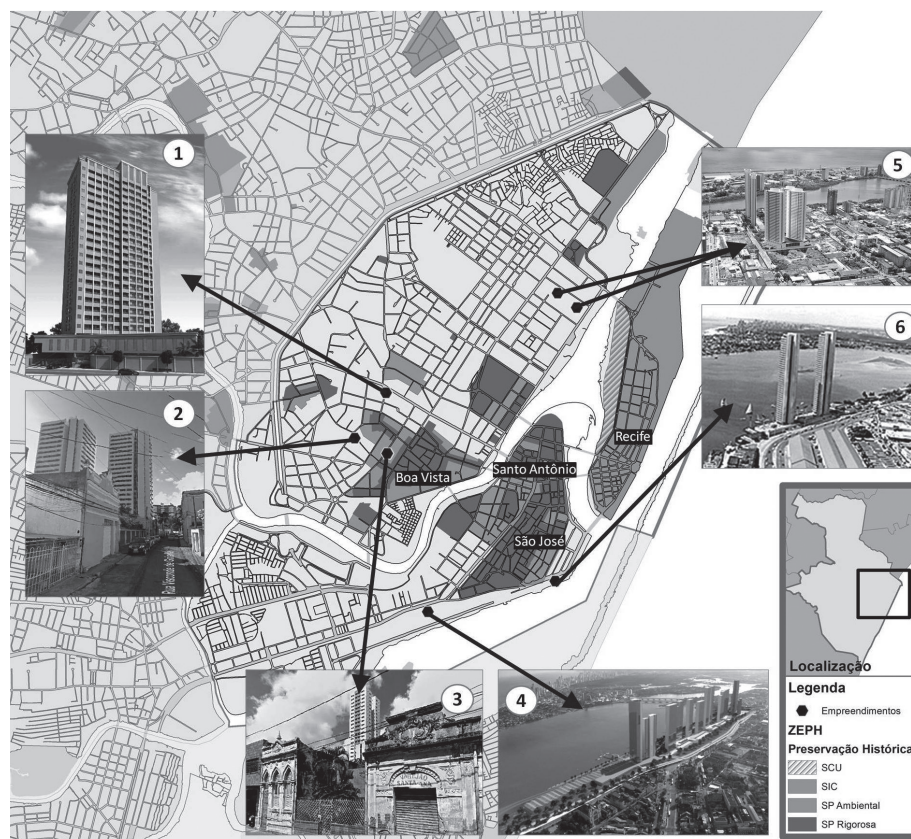 1
2
3
4
5
6
Boa Vista
Santo Antônio
Recife
São José
Localização
Legenda
Empreendimentos
ZEPH
Preservação Histórica
SCU
SIC
SP Ambiental
SP Rigorosa